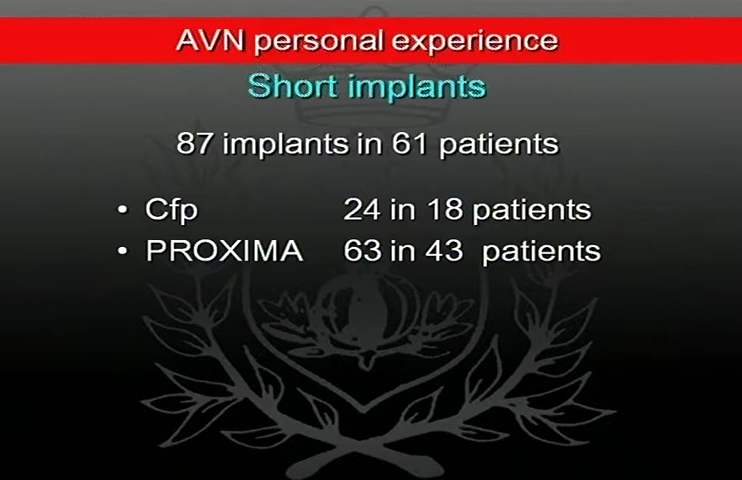 AVN personal experience
Short implants
87 implants in 61 patients
• Cfp 24 in 18 patients
• PROXIMA 63 in 43 patients